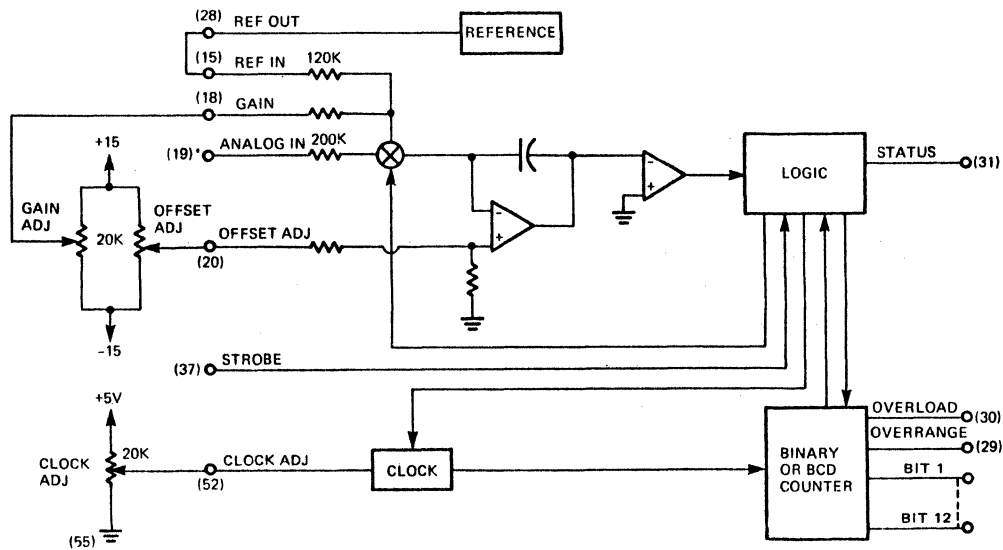 (28) REF OUT
REFERENCE
(15) REF IN 120K
(18) GAIN
(19)* ANALOG IN 200K
+15
GAIN
ADJ
20K
OFFSET
ADJ
OFFSET ADJ
(20)
-15
LOGIC
STATUS
(31)
(37) STROBE
+5V
20K
CLOCK
ADJ
CLOCK ADJ
(52)
(55)
CLOCK
BINARY
OR BCD
COUNTER
OVERLOAD
(30)
OVERRANGE
(29)
BIT 1
BIT 12
- 
+
-
+